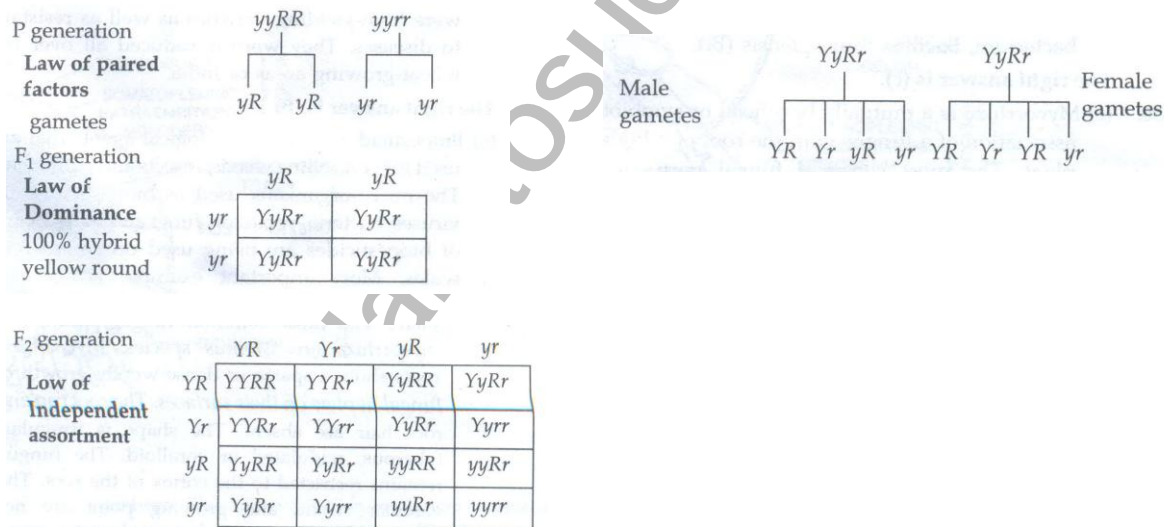 P generation
yyRR yyrr
Law of paired
factors
gametes
yR yR yr yr
F₁ generation
Law of
Dominance
100% hybrid
yellow round
yR yR
yr YyRr YyRr
yr YyRr YyRr
YyRr YyRr
Male
gametes
Female
gametes
YR Yr yR yr YR Yr YR yr
F₂ generation
Low of
Independent
assortment
YR Yr yR yr
YR YYRR YYRr YyRR YyRr
Yr YYRr YYrr YyRr Yyrr
yR YyRR YyRr yyRR yyRr
yr YyRr Yyrr yyRr yyrr